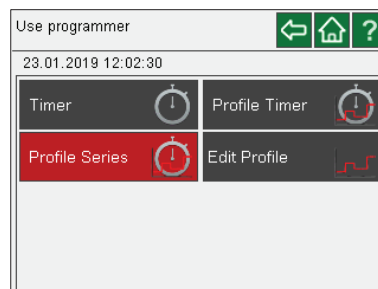 Use programmer
?
23.01.2019 12:02:30
Timer
Profile Timer
Profile Series
Edit Profile